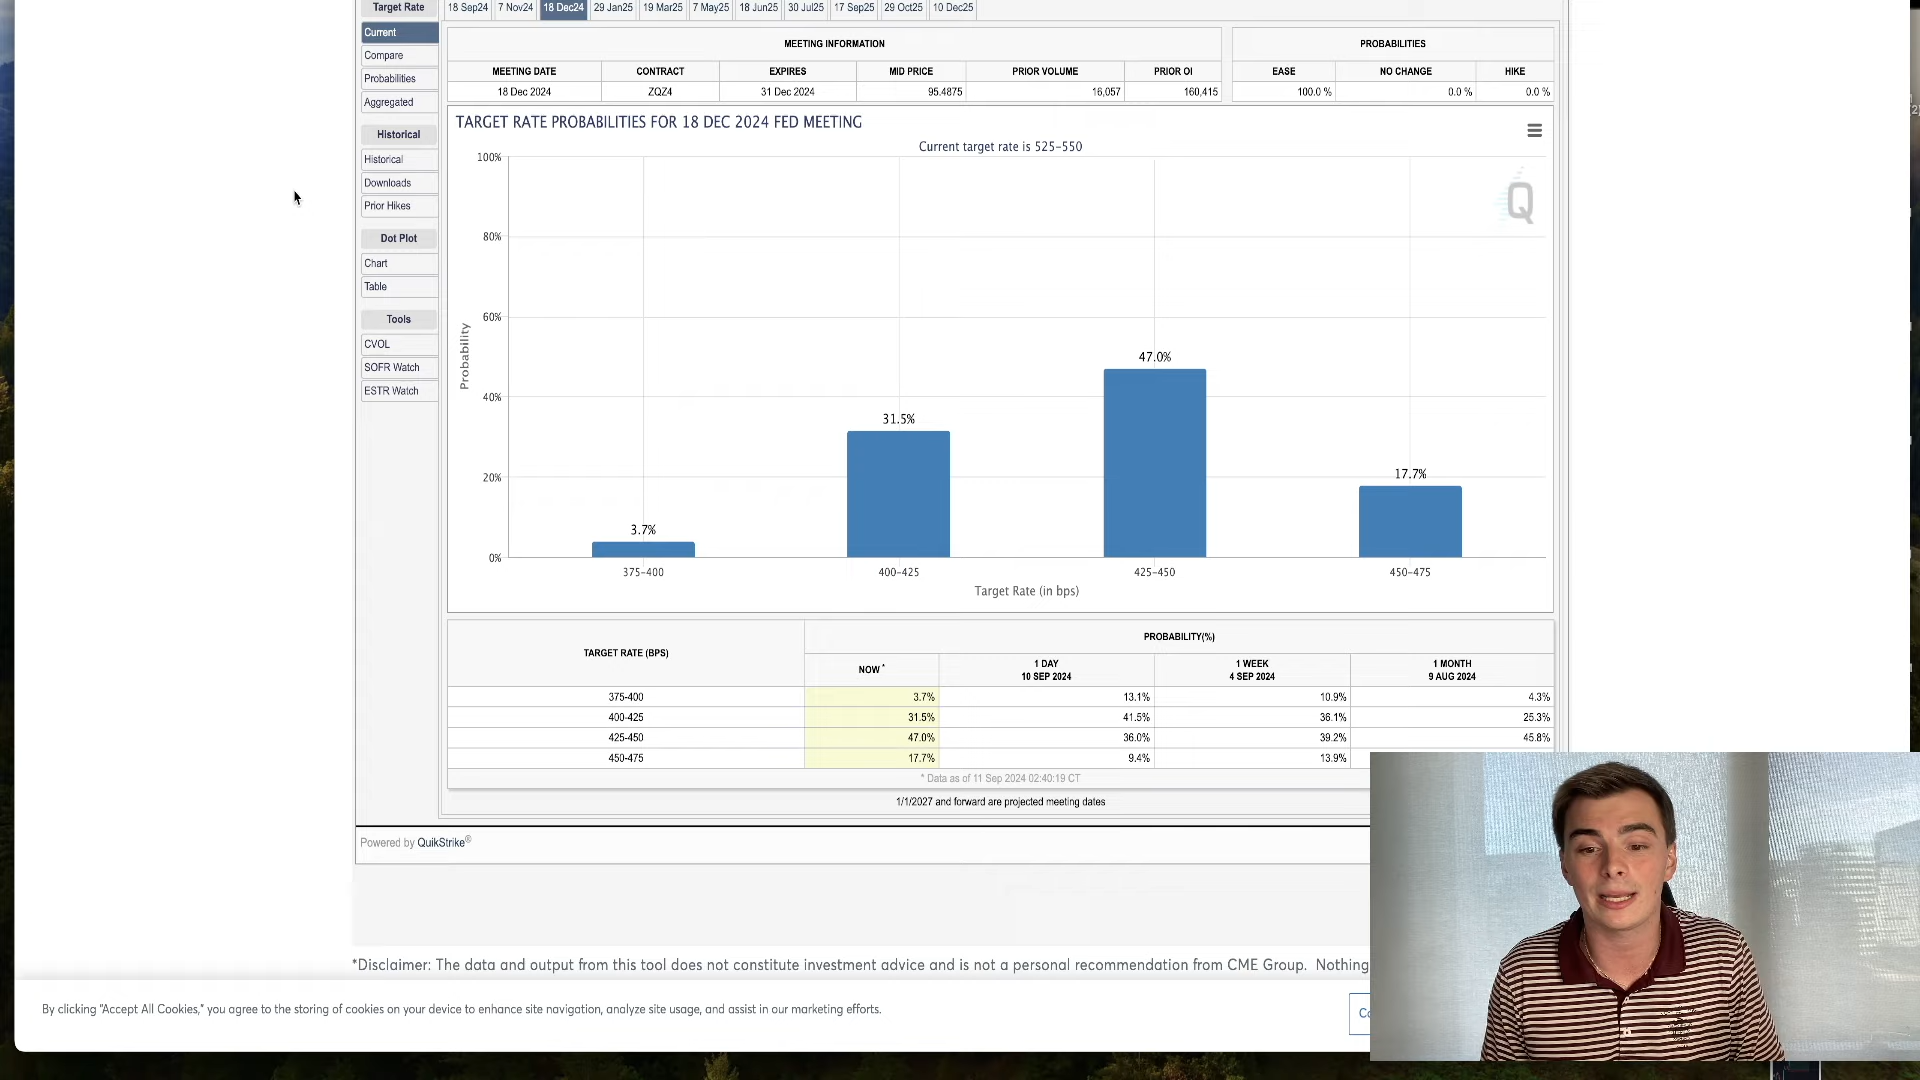 Target Rate
18 Sep24 7 Nov24 18 Dec24 29 Jan25 19 Mar25 7 May25 18 Jun25 30 Jul25 17 Sep25 29 Oct25 10 Dec25
Current
Compare
Probabilities
Aggregated
Historical
Historical
Downloads
Prior Hikes
Dot Plot
Chart
Table
Tools
CVOL
SOFR Watch
ESTR Watch
MEETING INFORMATION
MEETING DATE CONTRACT EXPIRES MID PRICE PRIOR VOLUME PRIOR OI
18 Dec 2024 ZQZ4 31 Dec 2024 95.4875 16,057 160,415
PROBABILITIES
EASE NO CHANGE HIKE
100.0 % 0.0 % 0.0 %
TARGET RATE PROBABILITIES FOR 18 DEC 2024 FED MEETING
Current target rate is 525-550
Q
100%
80%
60%
40%
20%
0%
Probability
3.7%
31.5%
47.0%
17.7%
375-400 400-425 425-450 450-475
Target Rate (in bps)
TARGET RATE (BPS) PROBABILITY(%)
NOW * 1 DAY 1 WEEK 1 MONTH
10 SEP 2024 4 SEP 2024 9 AUG 2024
375-400 3.7% 13.1% 10.9% 4.3%
400-425 31.5% 41.5% 36.1% 25.3%
425-450 47.0% 36.0% 39.2% 45.8%
450-475 17.7% 9.4% 13.9%
* Data as of 11 Sep 2024 02:40:19 CT
1/1/2027 and forward are projected meeting dates
Powered by QuikStrike®
*Disclaimer: The data and output from this tool does not constitute investment advice and is not a personal recommendation from CME Group. Nothing
By clicking “Accept All Cookies,” you agree to the storing of cookies on your device to enhance site navigation, analyze site usage, and assist in our marketing efforts.